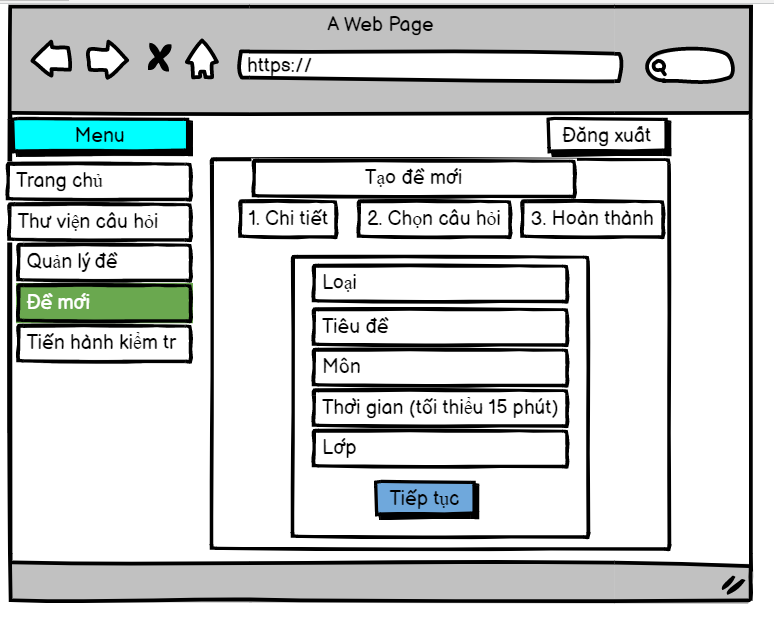 A Web Page
https://
Menu
Đăng xuất
Trang chủ
Thư viện câu hỏi
Quản lý đề
Đề mới
Tiến hành kiểm tr
Tạo đề mới
1. Chi tiết
2. Chọn câu hỏi
3. Hoàn thành
Loại
Tiêu đề
Môn
Thời gian (tối thiểu 15 phút)
Lớp
Tiếp tục